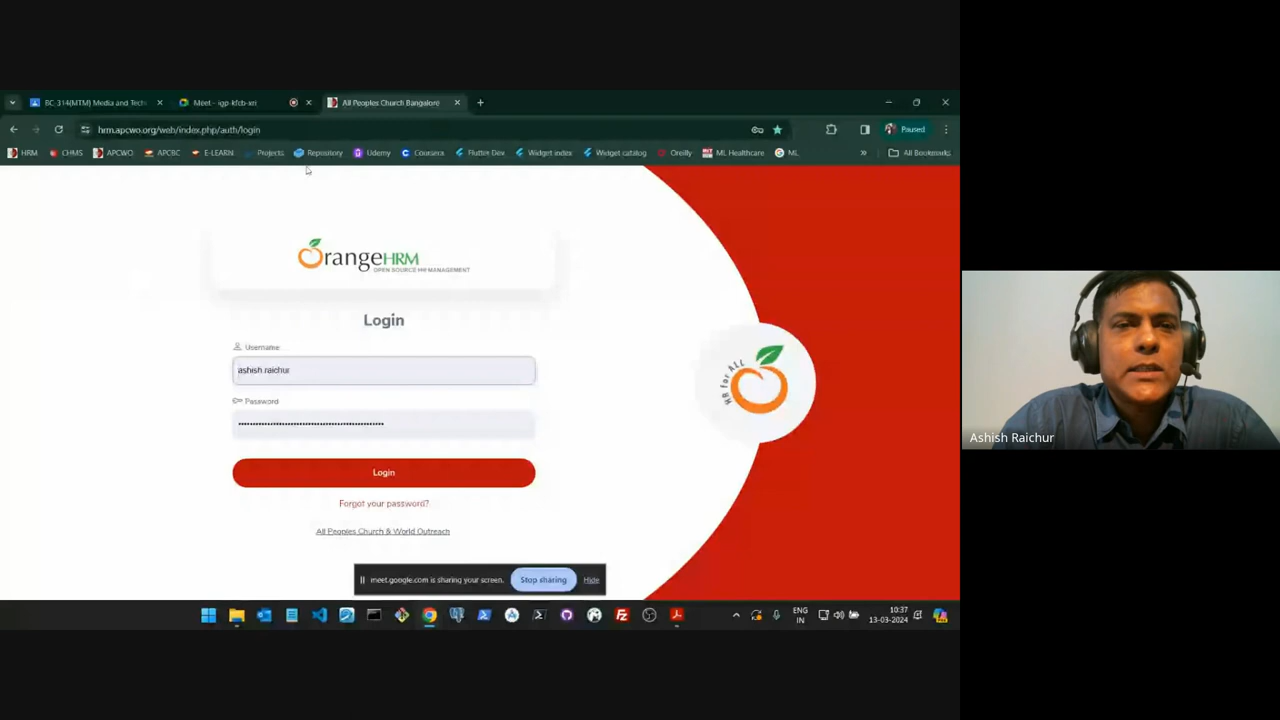 BC_314(MTM) Media and Tech
Meet - igp-kfcb-xri
All Peoples Church Bangalore
hrm.apcwo.org/web/index.php/auth/login
Paused
HRM
CHMS
APCWO
APCBC
E-LEARN
Projects
Repository
Udemy
Coursera
Flutter Dev
Widget index
Widget catalog
Oreilly
ML Healthcare
ML
All Bookmarks
OrangeHRM
OPEN SOURCE HR MANAGEMENT
Login
Username
ashish.raichur
Password
Login
Forgot your password?
All Peoples Church & World Outreach
HR for ALL
meet.google.com is sharing your screen.
Stop sharing
Hide
ENG
IN
10:37
13-03-2024
Ashish Raichur